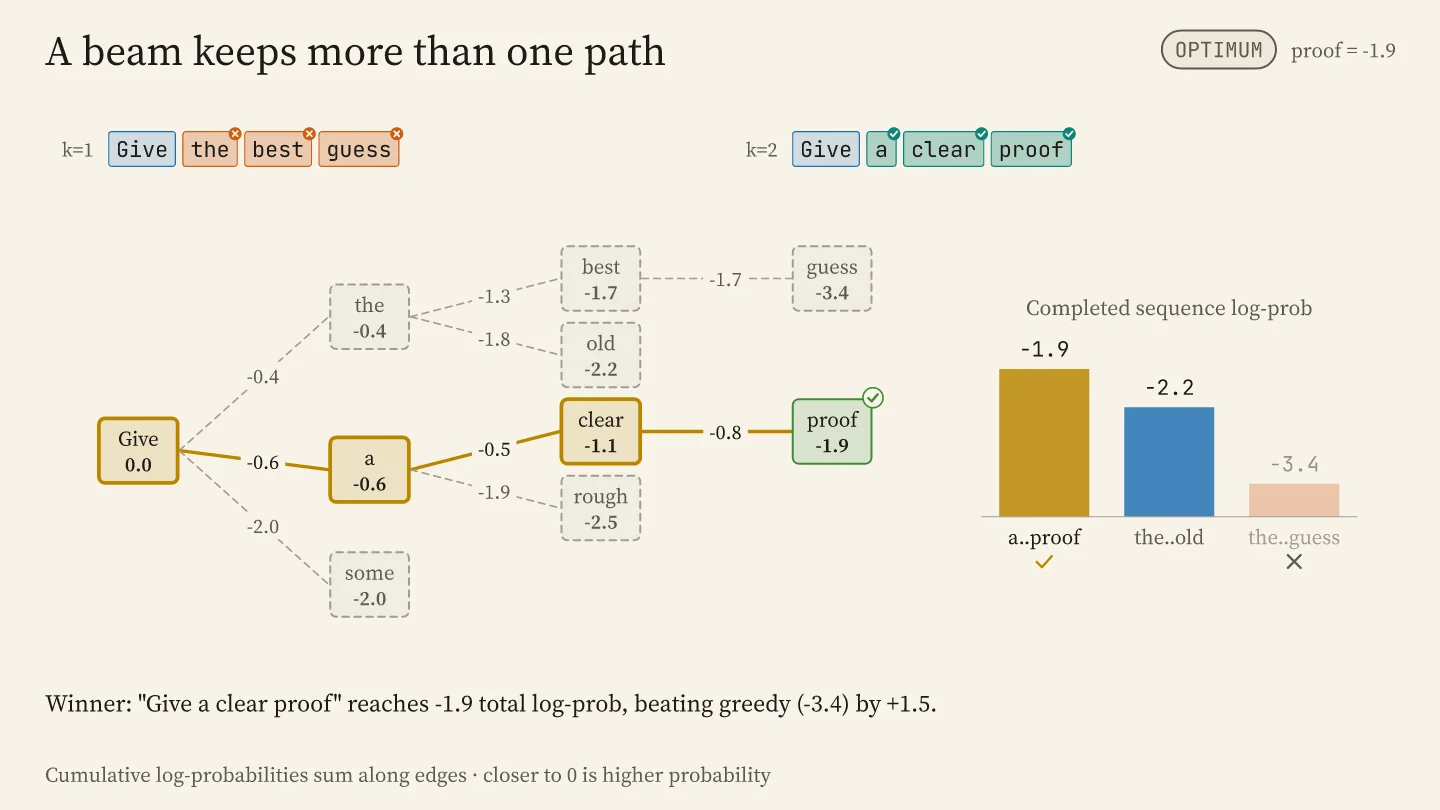 A beam keeps more than one path
OPTIMUM proof = -1.9
k=1 Give the best guess
k=2 Give a clear proof
Give
0.0
-0.4
-0.6
-2.0
the
-0.4
a
-0.6
some
-2.0
-1.3
-1.8
-0.5
-1.9
best
-1.7
old
-2.2
clear
-1.1
rough
-2.5
-1.7
-0.8
guess
-3.4
proof
-1.9
Completed sequence log-prob
-1.9
-2.2
-3.4
a..proof
the..old
the..guess
Winner: "Give a clear proof" reaches -1.9 total log-prob, beating greedy (-3.4) by +1.5.
Cumulative log-probabilities sum along edges · closer to 0 is higher probability